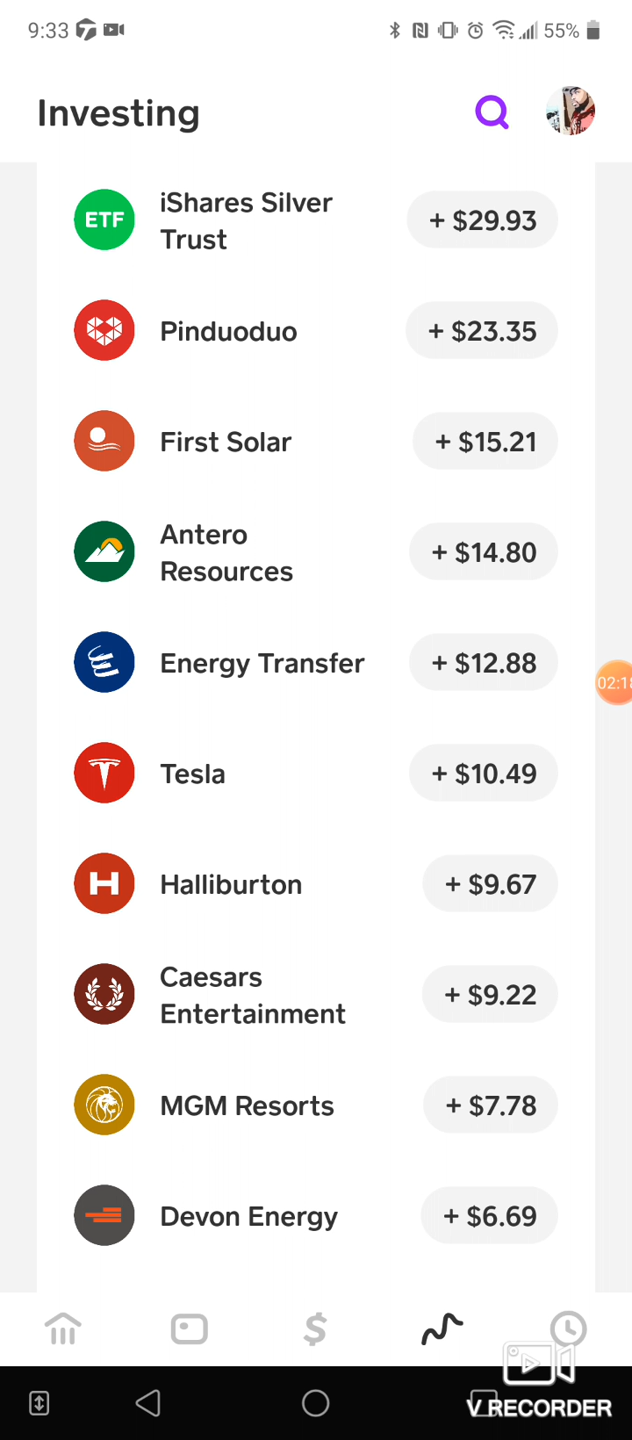 9:33
55%
Investing
ETF
iShares Silver
Trust
+ $29.93
Pinduoduo
+ $23.35
First Solar
+ $15.21
Antero
Resources
+ $14.80
Energy Transfer
+ $12.88
Tesla
+ $10.49
Halliburton
+ $9.67
Caesars
Entertainment
+ $9.22
MGM Resorts
+ $7.78
Devon Energy
+ $6.69
02:18
V RECORDER